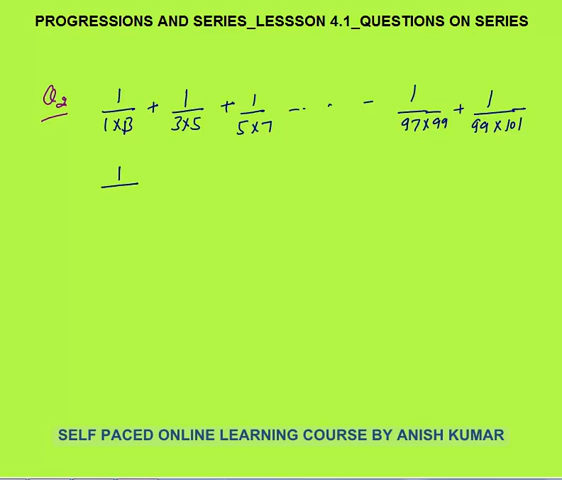 PROGRESSIONS AND SERIES_LESSSON 4.1_QUESTIONS ON SERIES
Q2 1/(1×3) + 1/(3×5) + 1/(5×7) - . . . - 1/(97×99) + 1/(99×101)
1
SELF PACED ONLINE LEARNING COURSE BY ANISH KUMAR